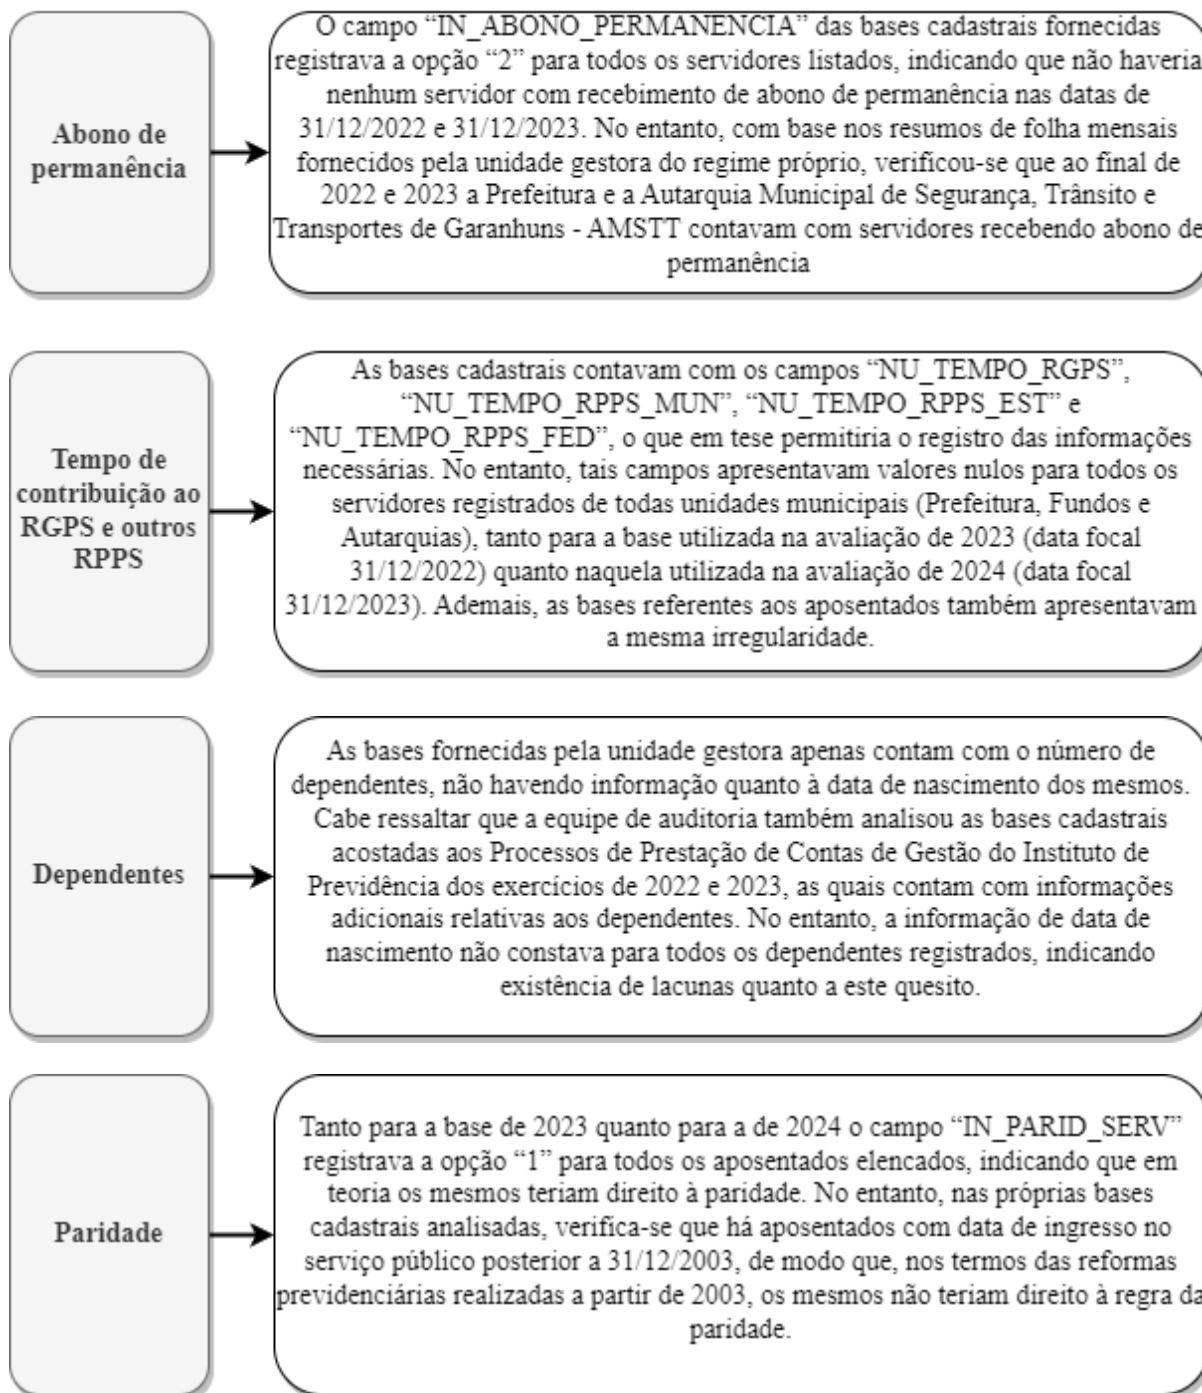 Abono de
permanência
O campo “IN_ABONO_PERMANENCIA” das bases cadastrais fornecidas
registrava a opção “2” para todos os servidores listados, indicando que não haveria
nenhum servidor com recebimento de abono de permanência nas datas de
31/12/2022 e 31/12/2023. No entanto, com base nos resumos de folha mensais
fornecidos pela unidade gestora do regime próprio, verificou-se que ao final de
2022 e 2023 a Prefeitura e a Autarquia Municipal de Segurança, Trânsito e
Transportes de Garanhuns - AMSTT contavam com servidores recebendo abono de
permanência
Tempo de
contribuição ao
RGPS e outros
RPPS
As bases cadastrais contavam com os campos “NU_TEMPO_RGPS”,
“NU_TEMPO_RPPS_MUN”, “NU_TEMPO_RPPS_EST” e
“NU_TEMPO_RPPS_FED”, o que em tese permitiria o registro das informações
necessárias. No entanto, tais campos apresentavam valores nulos para todos os
servidores registrados de todas unidades municipais (Prefeitura, Fundos e
Autarquias), tanto para a base utilizada na avaliação de 2023 (data focal
31/12/2022) quanto naquela utilizada na avaliação de 2024 (data focal
31/12/2023). Ademais, as bases referentes aos aposentados também apresentavam
a mesma irregularidade.
Dependentes
As bases fornecidas pela unidade gestora apenas contam com o número de
dependentes, não havendo informação quanto à data de nascimento dos mesmos.
Cabe ressaltar que a equipe de auditoria também analisou as bases cadastrais
acostadas aos Processos de Prestação de Contas de Gestão do Instituto de
Previdência dos exercícios de 2022 e 2023, as quais contam com informações
adicionais relativas aos dependentes. No entanto, a informação de data de
nascimento não constava para todos os dependentes registrados, indicando
existência de lacunas quanto a este quesito.
Paridade
Tanto para a base de 2023 quanto para a de 2024 o campo “IN_PARID_SERV”
registrava a opção “1” para todos os aposentados elencados, indicando que em
teoria os mesmos teriam direito à paridade. No entanto, nas próprias bases
cadastrais analisadas, verifica-se que há aposentados com data de ingresso no
serviço público posterior a 31/12/2003, de modo que, nos termos das reformas
previdenciárias realizadas a partir de 2003, os mesmos não teriam direito à regra da
paridade.